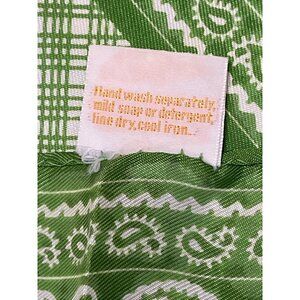 Hand wash separately,
mild soap or detergent,
line dry, cool iron...